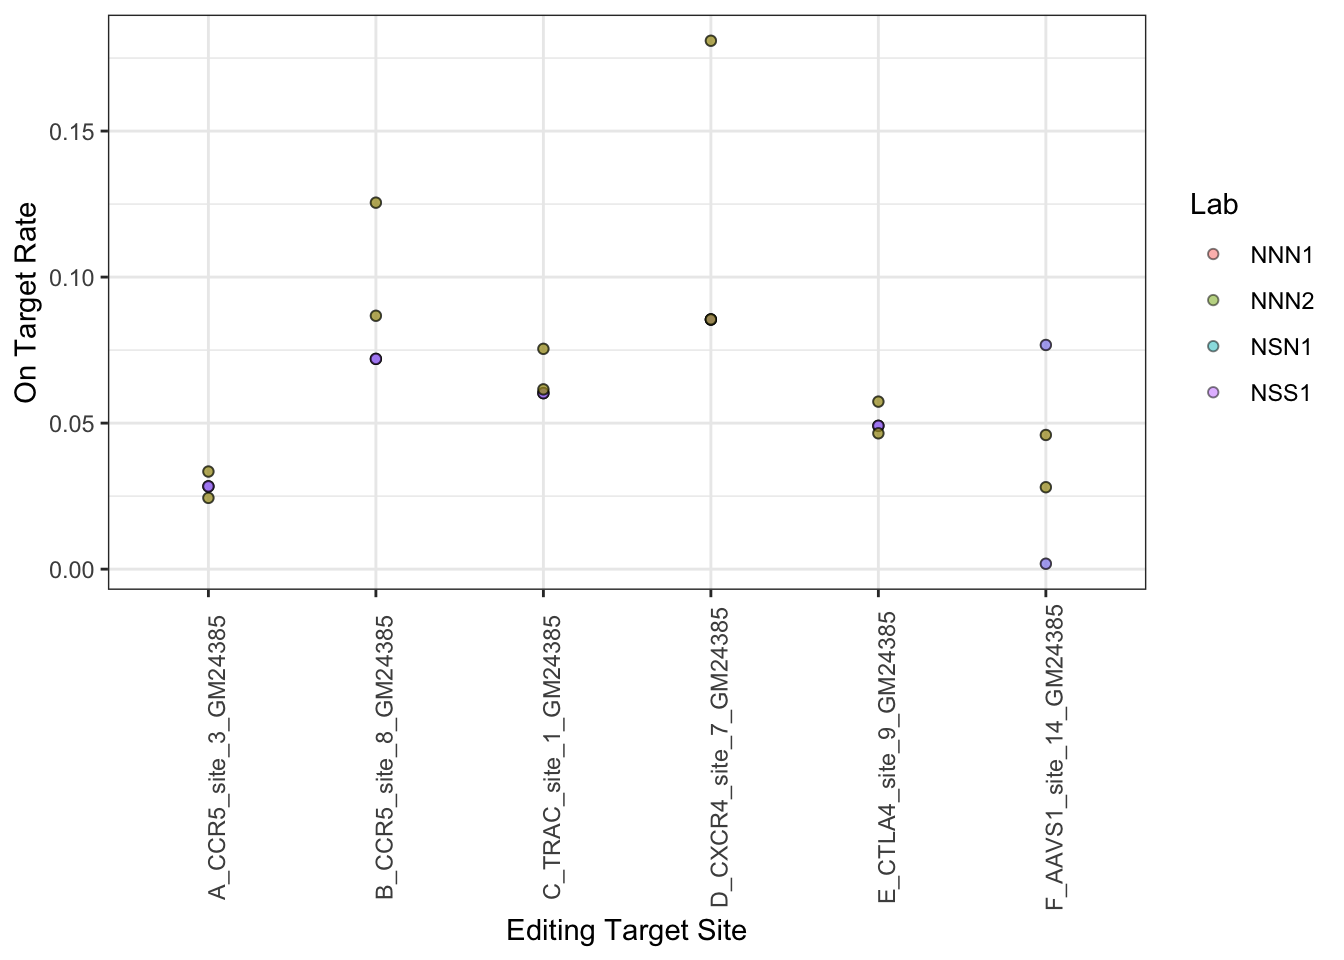 On Target Rate
0.15
0.10
0.05
0.00
A_CCR5_site_3_GM24385
B_CCR5_site_8_GM24385
C_TRAC_site_1_GM24385
D_CXCR4_site_7_GM24385
E_CTLA4_site_9_GM24385
F_AAVS1_site_14_GM24385
Editing Target Site
Lab
NNN1
NNN2
NSN1
NSS1